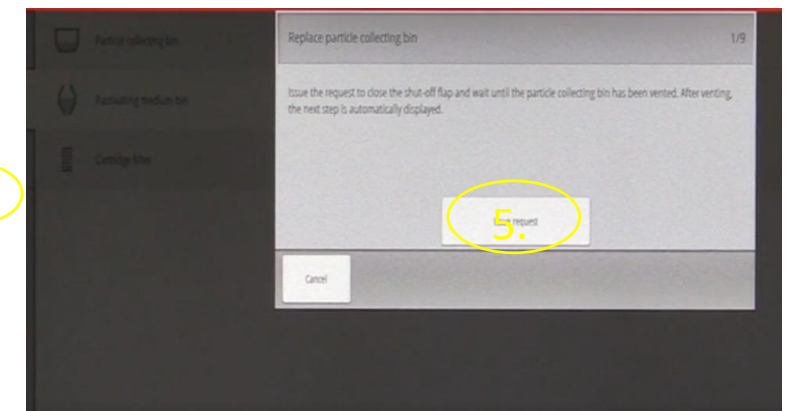 Particle collecting bin
Passivating medium bin
Cartridge filter
Replace particle collecting bin 1/9
Issue the request to close the shut-off flap and wait until the particle collecting bin has been vented. After venting,
the next step is automatically displayed.
5.
Issue request
Cancel